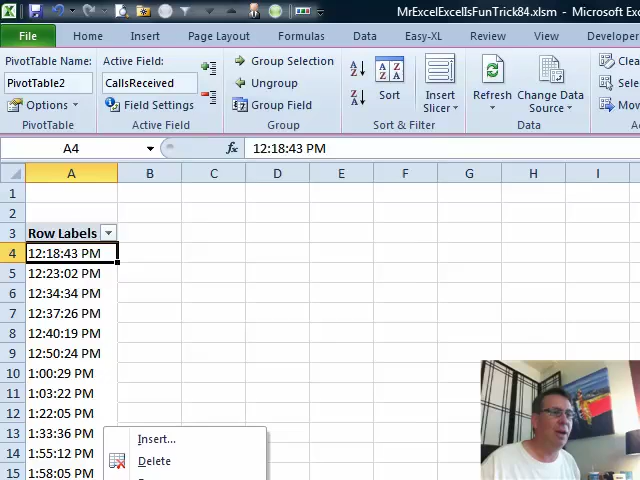 MrExcelExcelIsFunTrick84.xlsm - Microsoft Exc
File Home Insert Page Layout Formulas Data Easy-XL Review View Developer
PivotTable Name: Active Field: Group Selection Clea
PivotTable2 CallsReceived Ungroup Sort Insert Slicer Refresh Change Data Source Selec
Options Field Settings Group Field Mov
PivotTable Active Field Group Sort & Filter Data
A4 fx 12:18:43 PM
A B C D E F G H I
1
2
3 Row Labels
4 12:18:43 PM
5 12:23:02 PM
6 12:34:34 PM
7 12:37:26 PM
8 12:40:19 PM
9 12:50:24 PM
10 1:00:29 PM
11 1:03:22 PM
12 1:22:05 PM
13 1:33:36 PM Insert...
14 1:55:12 PM Delete
15 1:58:05 PM